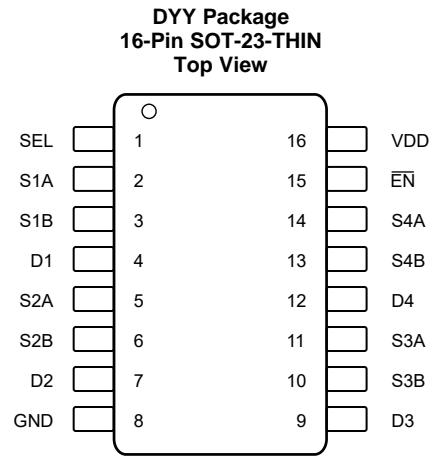 DYY Package
16-Pin SOT-23-THIN
Top View
SEL 1 16 VDD
S1A 2 15 E̅N̅
S1B 3 14 S4A
D1 4 13 S4B
S2A 5 12 D4
S2B 6 11 S3A
D2 7 10 S3B
GND 8 9 D3